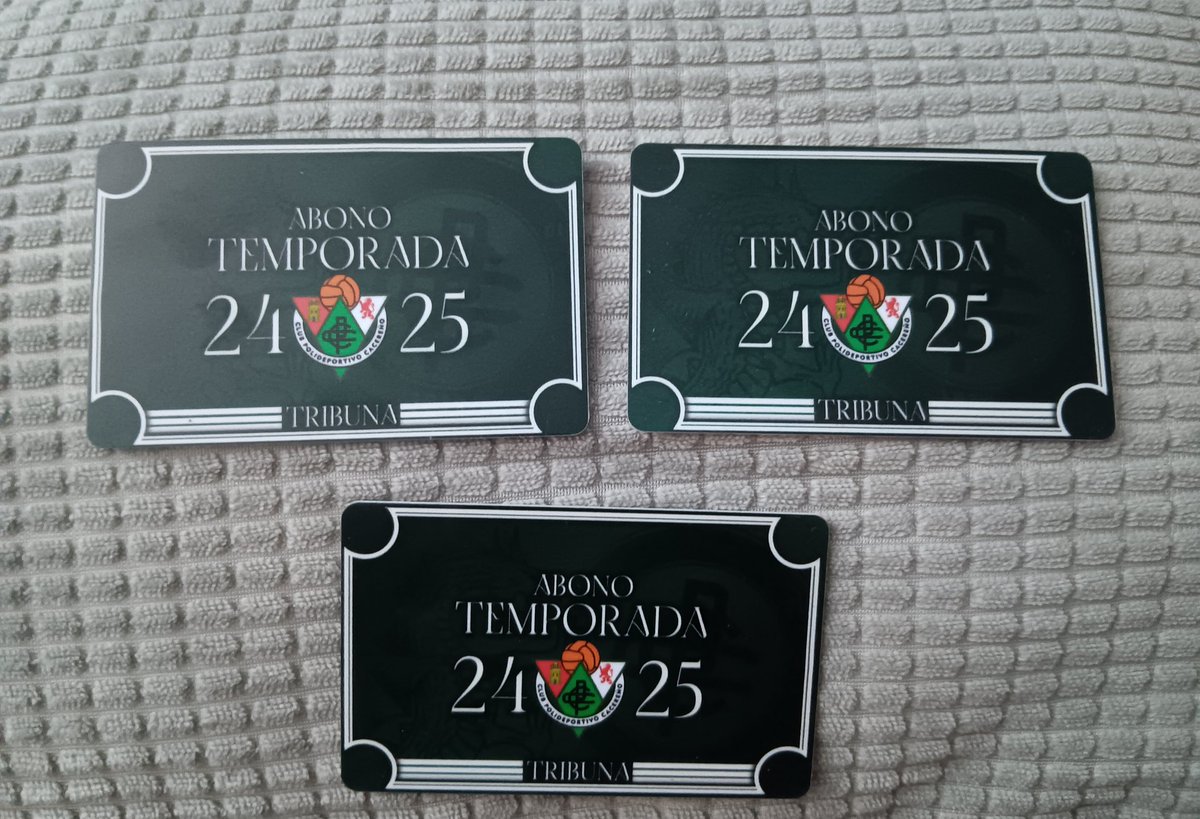 ABONO
TEMPORADA
24 25
CLUB POLIDEPORTIVO CACEREÑO
TRIBUNA
ABONO
TEMPORADA
24 25
CLUB POLIDEPORTIVO CACEREÑO
TRIBUNA
ABONO
TEMPORADA
24 25
CLUB POLIDEPORTIVO CACEREÑO
TRIBUNA